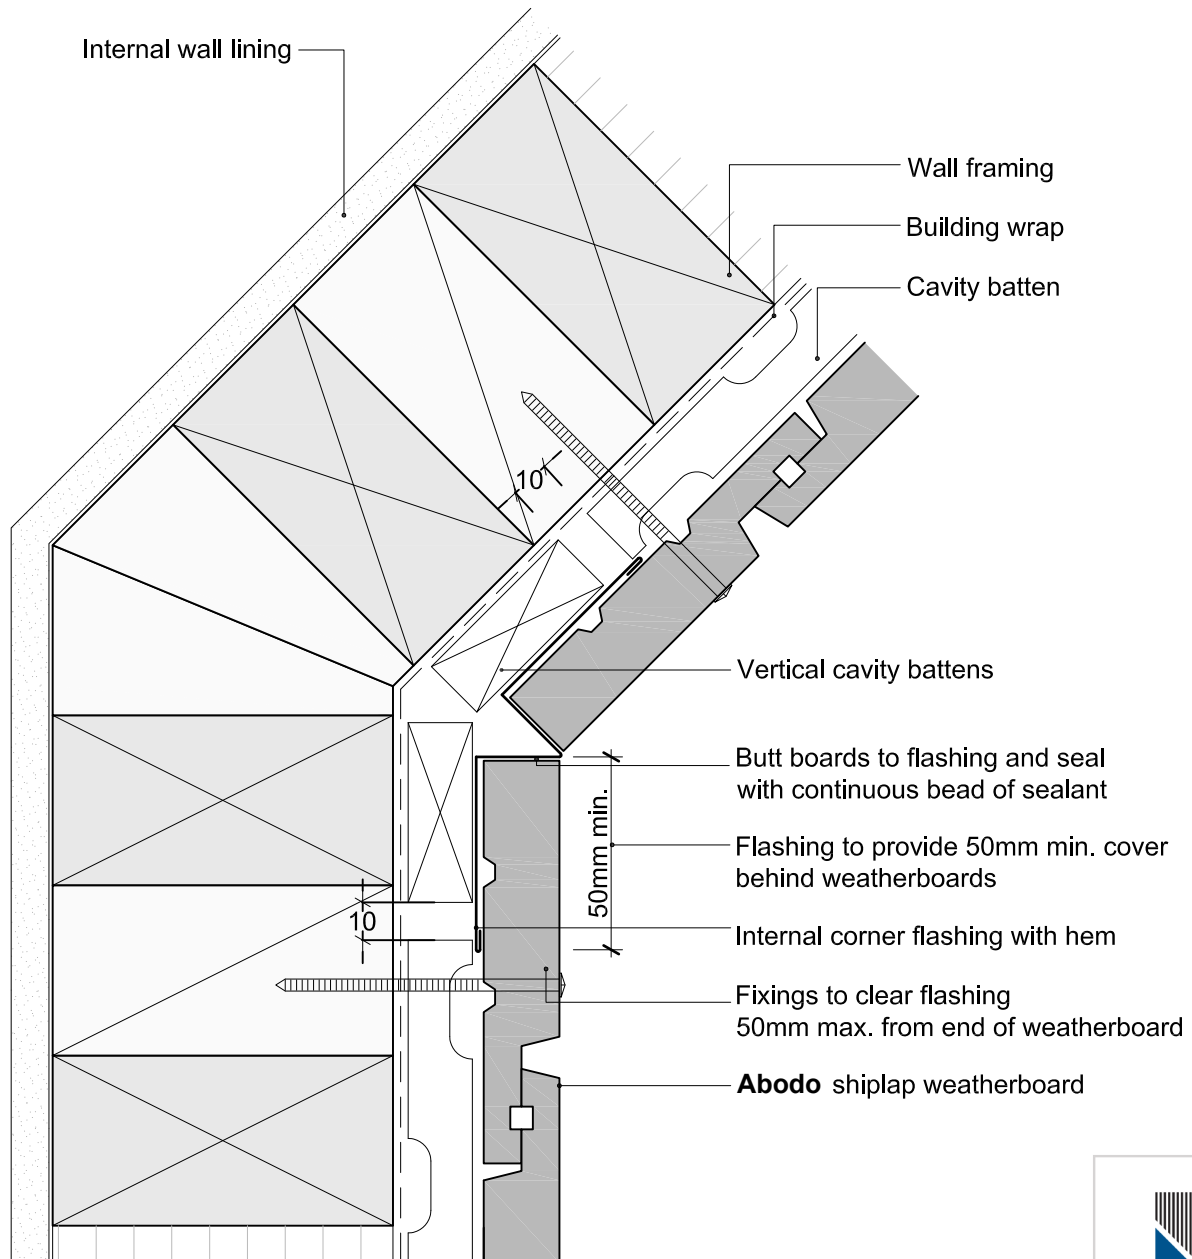 Internal wall lining
Wall framing
Building wrap
Cavity batten
10
Vertical cavity battens
Butt boards to flashing and seal
with continuous bead of sealant
50mm min.
Flashing to provide 50mm min. cover
behind weatherboards
10
Internal corner flashing with hem
Fixings to clear flashing
50mm max. from end of weatherboard
Abodo shiplap weatherboard